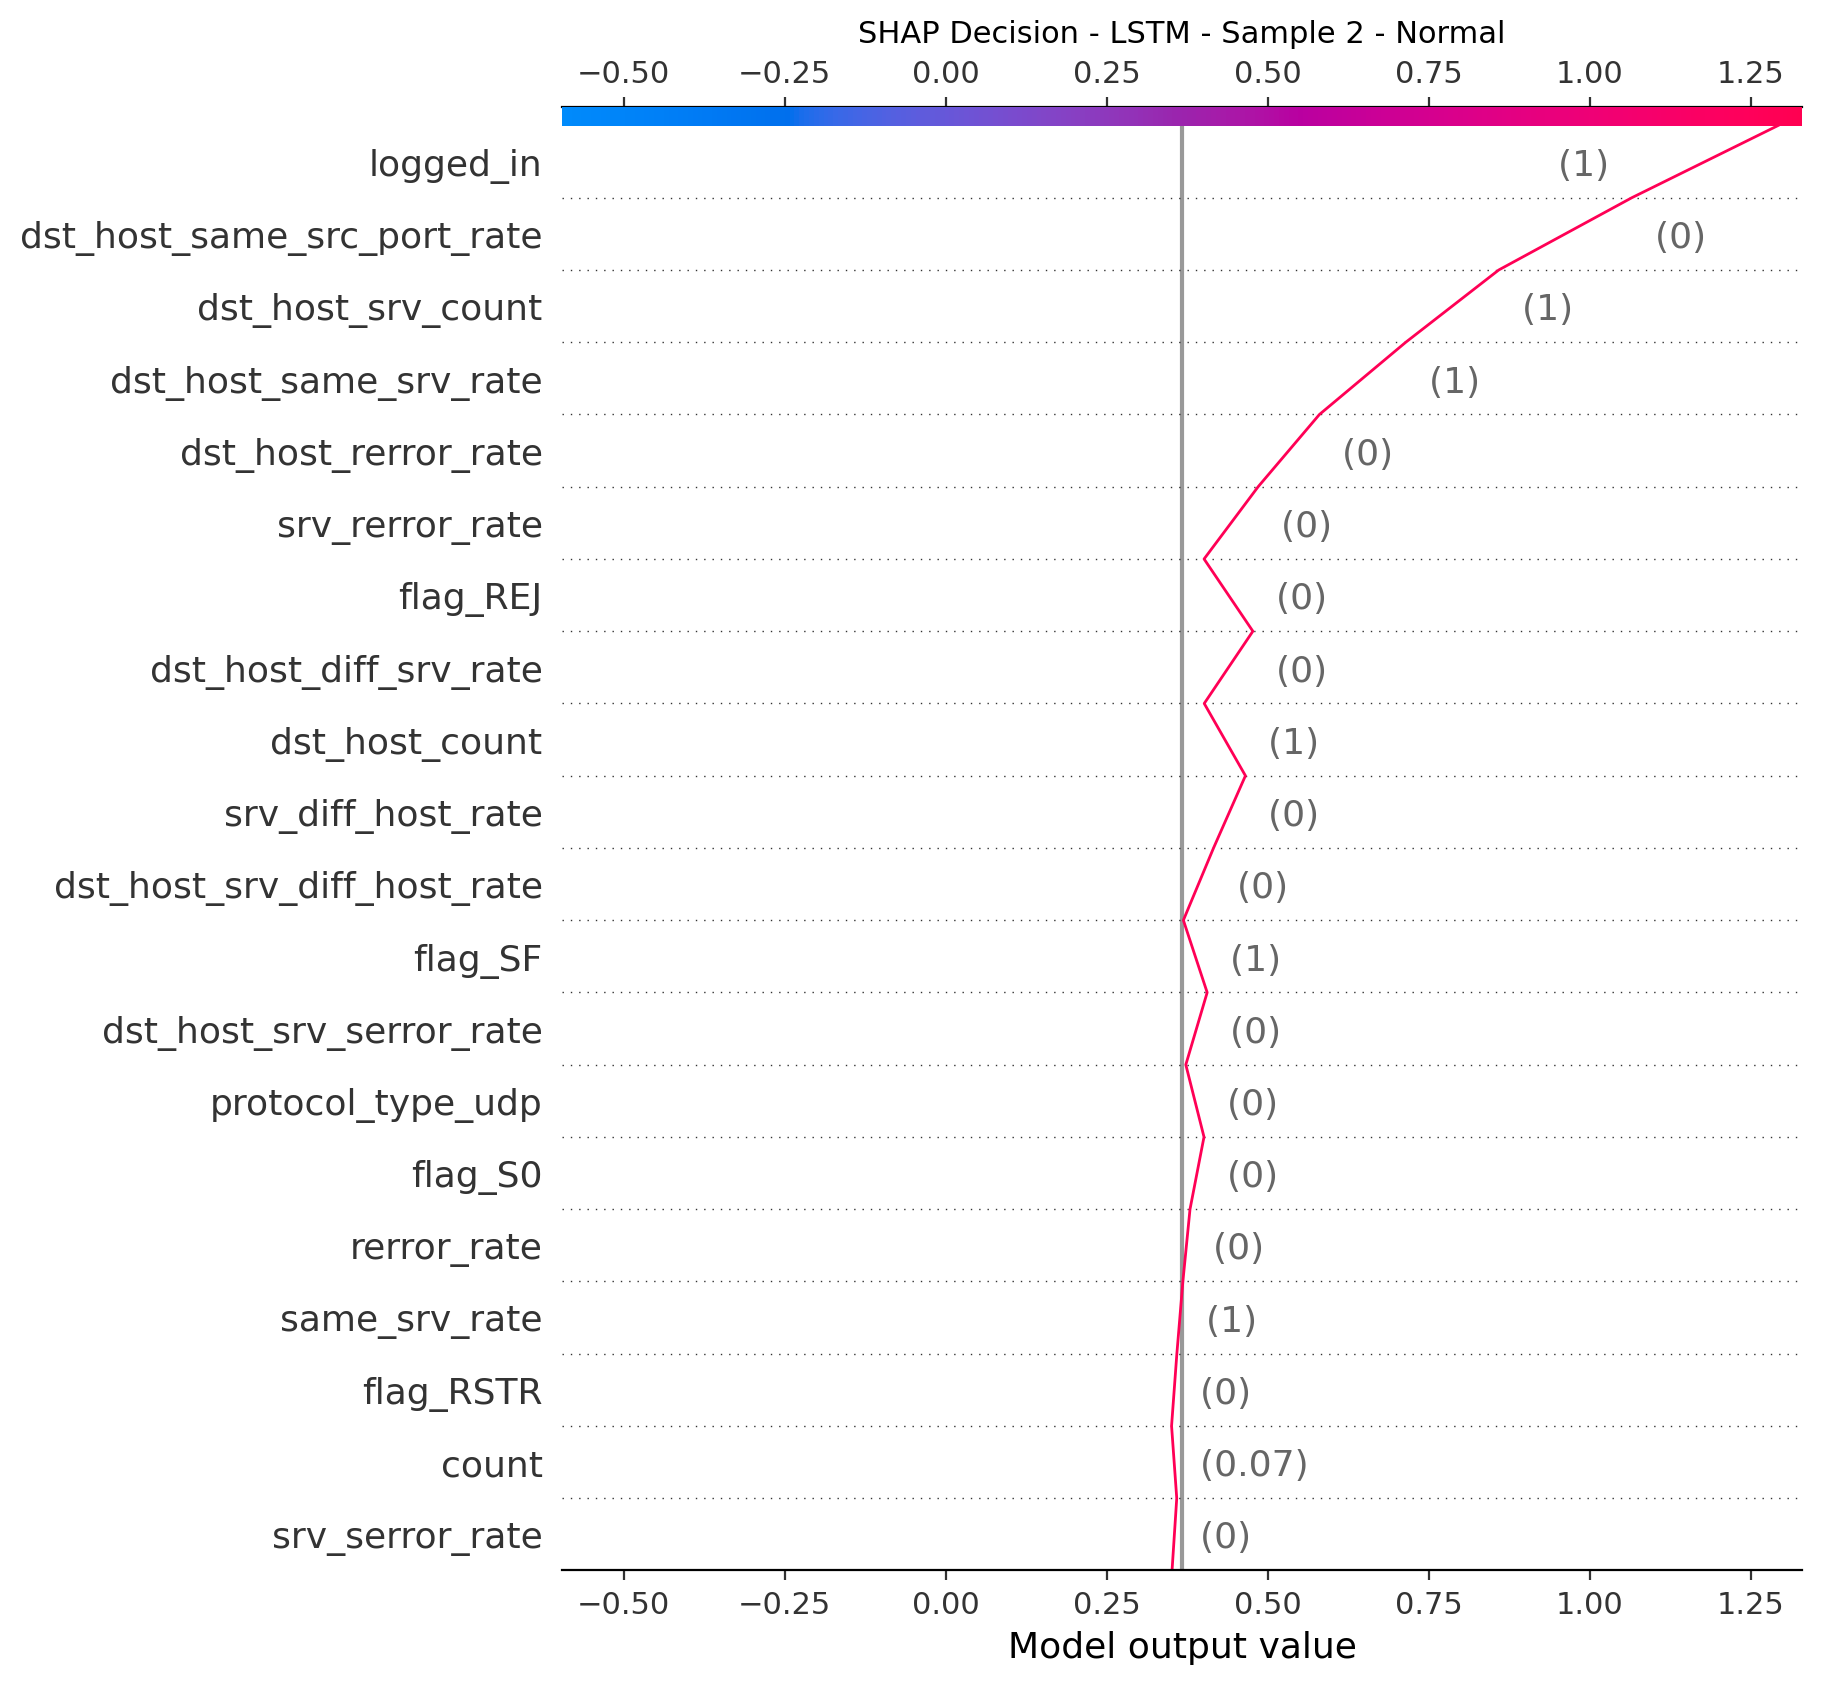 SHAP Decision - LSTM - Sample 2 - Normal
−0.50 −0.25 0.00 0.25 0.50 0.75 1.00 1.25
logged_in (1)
dst_host_same_src_port_rate (0)
dst_host_srv_count (1)
dst_host_same_srv_rate (1)
dst_host_rerror_rate (0)
srv_rerror_rate (0)
flag_REJ (0)
dst_host_diff_srv_rate (0)
dst_host_count (1)
srv_diff_host_rate (0)
dst_host_srv_diff_host_rate (0)
flag_SF (1)
dst_host_srv_serror_rate (0)
protocol_type_udp (0)
flag_S0 (0)
rerror_rate (0)
same_srv_rate (1)
flag_RSTR (0)
count (0.07)
srv_serror_rate (0)
−0.50 −0.25 0.00 0.25 0.50 0.75 1.00 1.25
Model output value